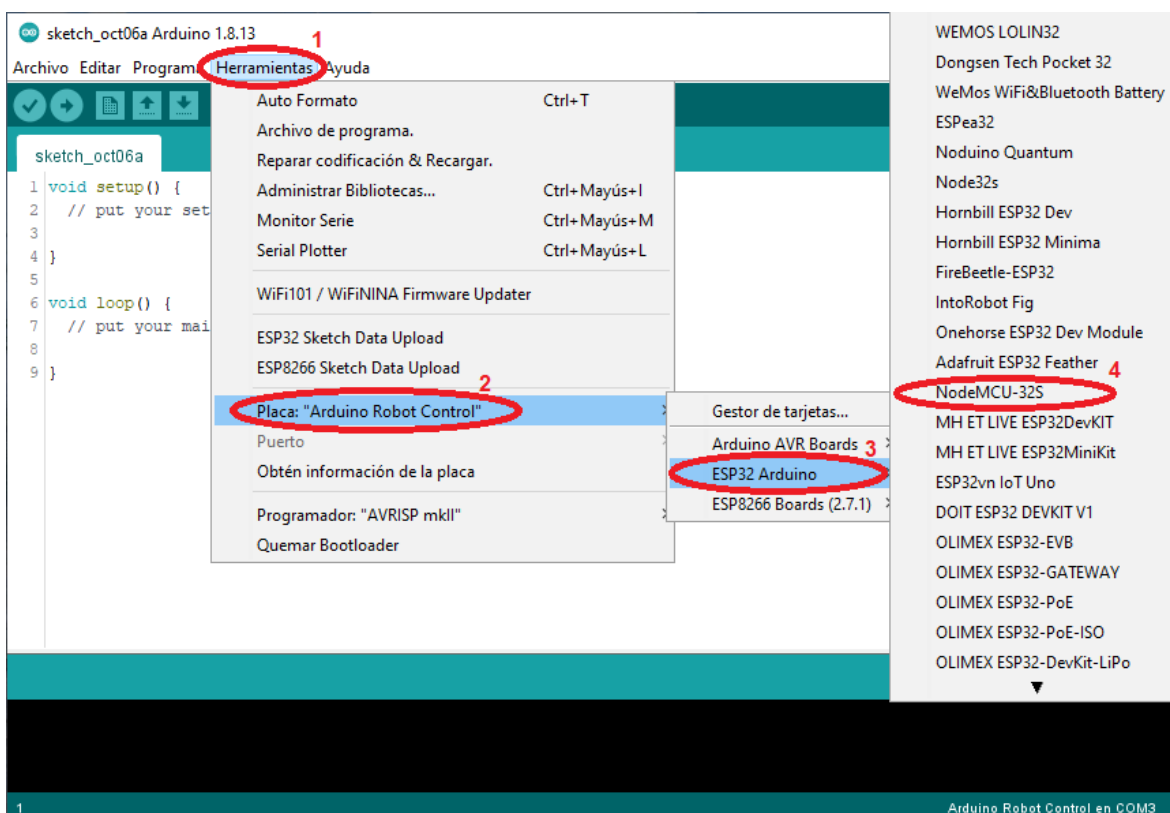 sketch_oct06a Arduino 1.8.13
1
Archivo Editar Program Herramientas Ayuda
sketch_oct06a
1 void setup() {
2 // put your set
3
4 }
5
6 void loop() {
7 // put your mai
8
9 }
Auto Formato Ctrl+T
Archivo de programa.
Reparar codificación & Recargar.
Administrar Bibliotecas... Ctrl+Mayús+I
Monitor Serie Ctrl+Mayús+M
Serial Plotter Ctrl+Mayús+L
WiFi101 / WiFiNINA Firmware Updater
ESP32 Sketch Data Upload
ESP8266 Sketch Data Upload
2
Placa: "Arduino Robot Control"
Puerto
Obtén información de la placa
Programador: "AVRISP mkII"
Quemar Bootloader
Gestor de tarjetas...
Arduino AVR Boards
3
ESP32 Arduino
ESP8266 Boards (2.7.1)
WEMOS LOLIN32
Dongsen Tech Pocket 32
WeMos WiFi&Bluetooth Battery
ESPea32
Noduino Quantum
Node32s
Hornbill ESP32 Dev
Hornbill ESP32 Minima
FireBeetle-ESP32
IntoRobot Fig
Onehorse ESP32 Dev Module
Adafruit ESP32 Feather
4
NodeMCU-32S
MH ET LIVE ESP32DevKIT
MH ET LIVE ESP32MiniKit
ESP32vn IoT Uno
DOIT ESP32 DEVKIT V1
OLIMEX ESP32-EVB
OLIMEX ESP32-GATEWAY
OLIMEX ESP32-PoE
OLIMEX ESP32-PoE-ISO
OLIMEX ESP32-DevKit-LiPo
1
Arduino Robot Control en COM3